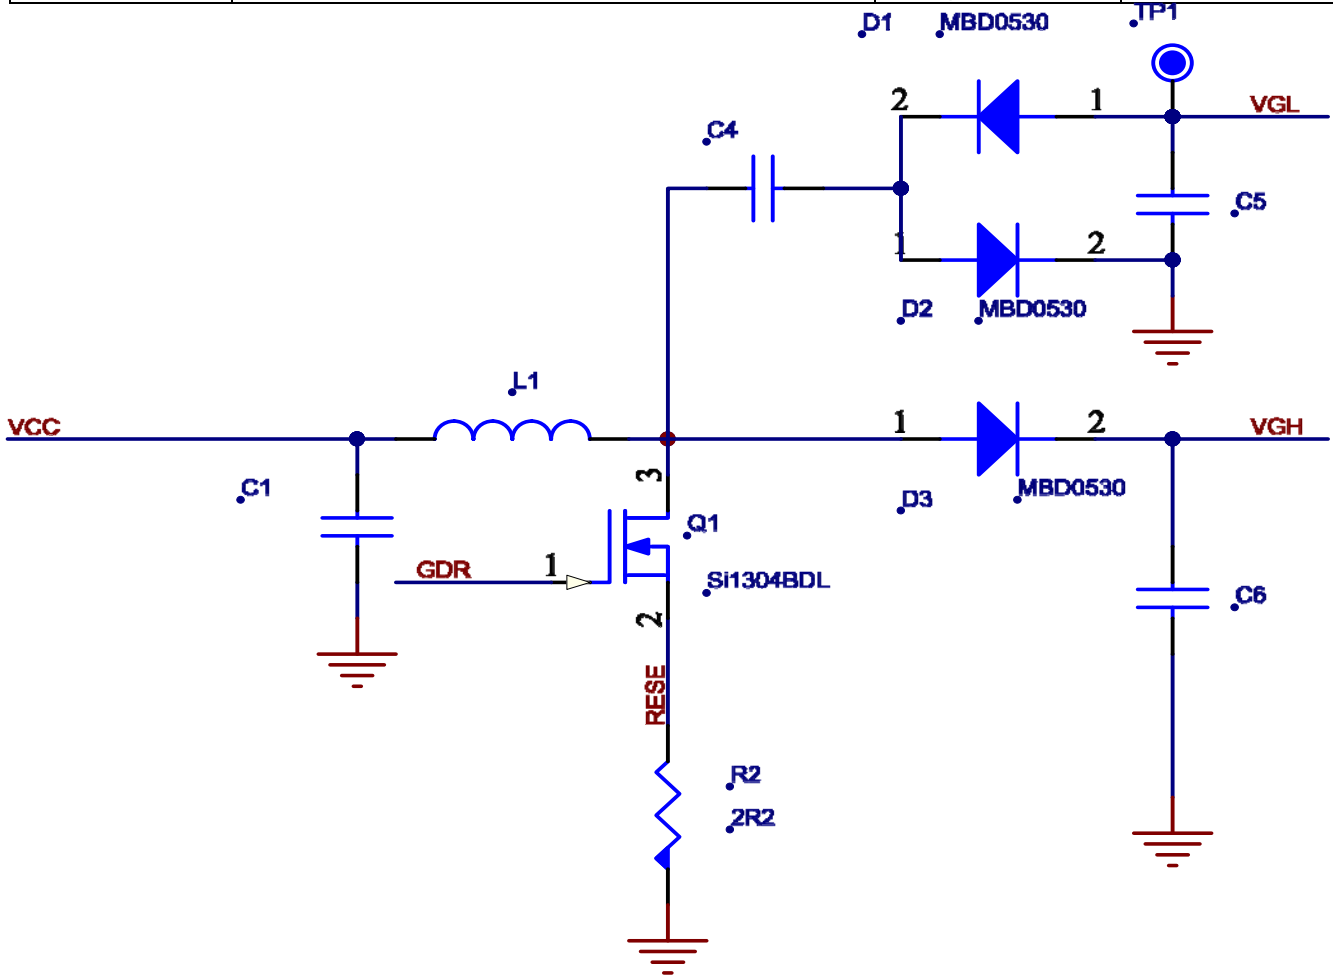 D1 MBD0530 TP1
2 1 VGL
C4
C5
1 2
D2 MBD0530
L1
VCC 1 2 VGH
C1 3 D3 MBD0530
Q1
GDR 1 Si1304BDL
C6
2
RESE
R2
2R2